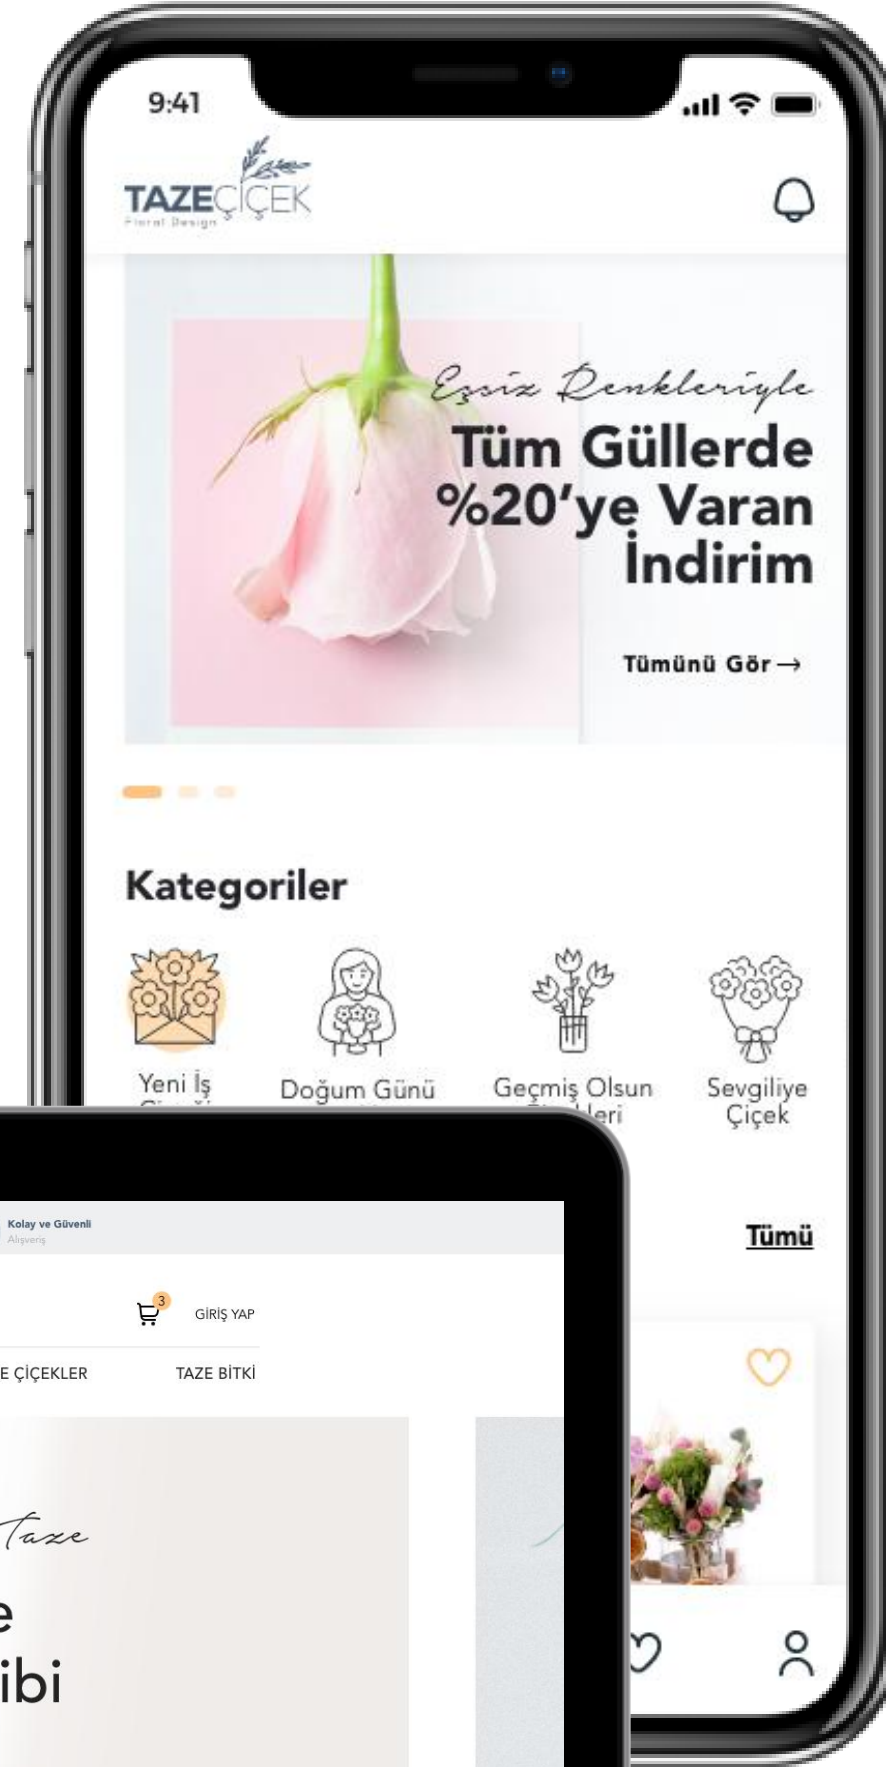 9:41
TAZEÇİÇEK
Floral Design
Eşsiz Renkleriyle
Tüm Güllerde
%20'ye Varan
İndirim
Tümünü Gör
Kategoriler
Yeni İş
Doğum Günü
Geçmiş Olsun
Sevgiliye
Çiçek
Tümü
Kolay ve Güvenli
Alışveriş
3
GİRİŞ YAP
E ÇİÇEKLER
TAZE BİTKİ
Taze
e
ibi